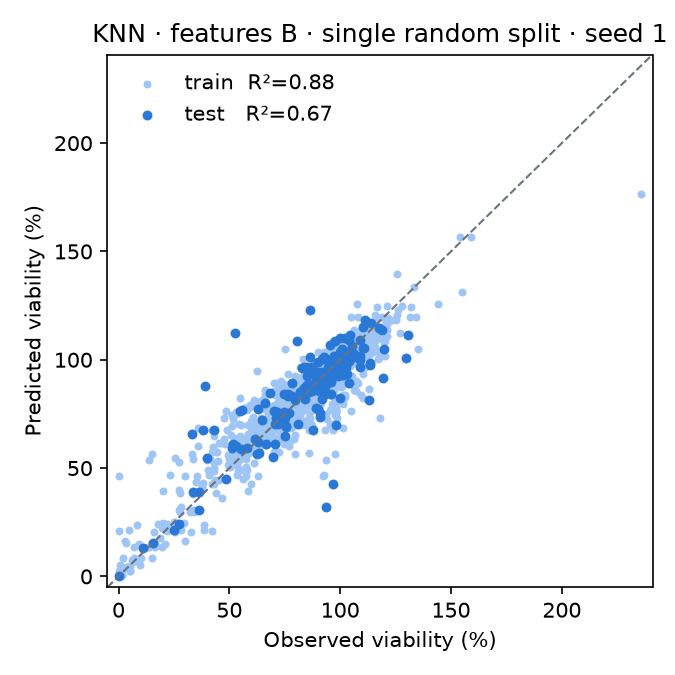 KNN · features B · single random split · seed 1
train R²=0.88
test R²=0.67
200
150
100
50
0
Predicted viability (%)
0 50 100 150 200
Observed viability (%)